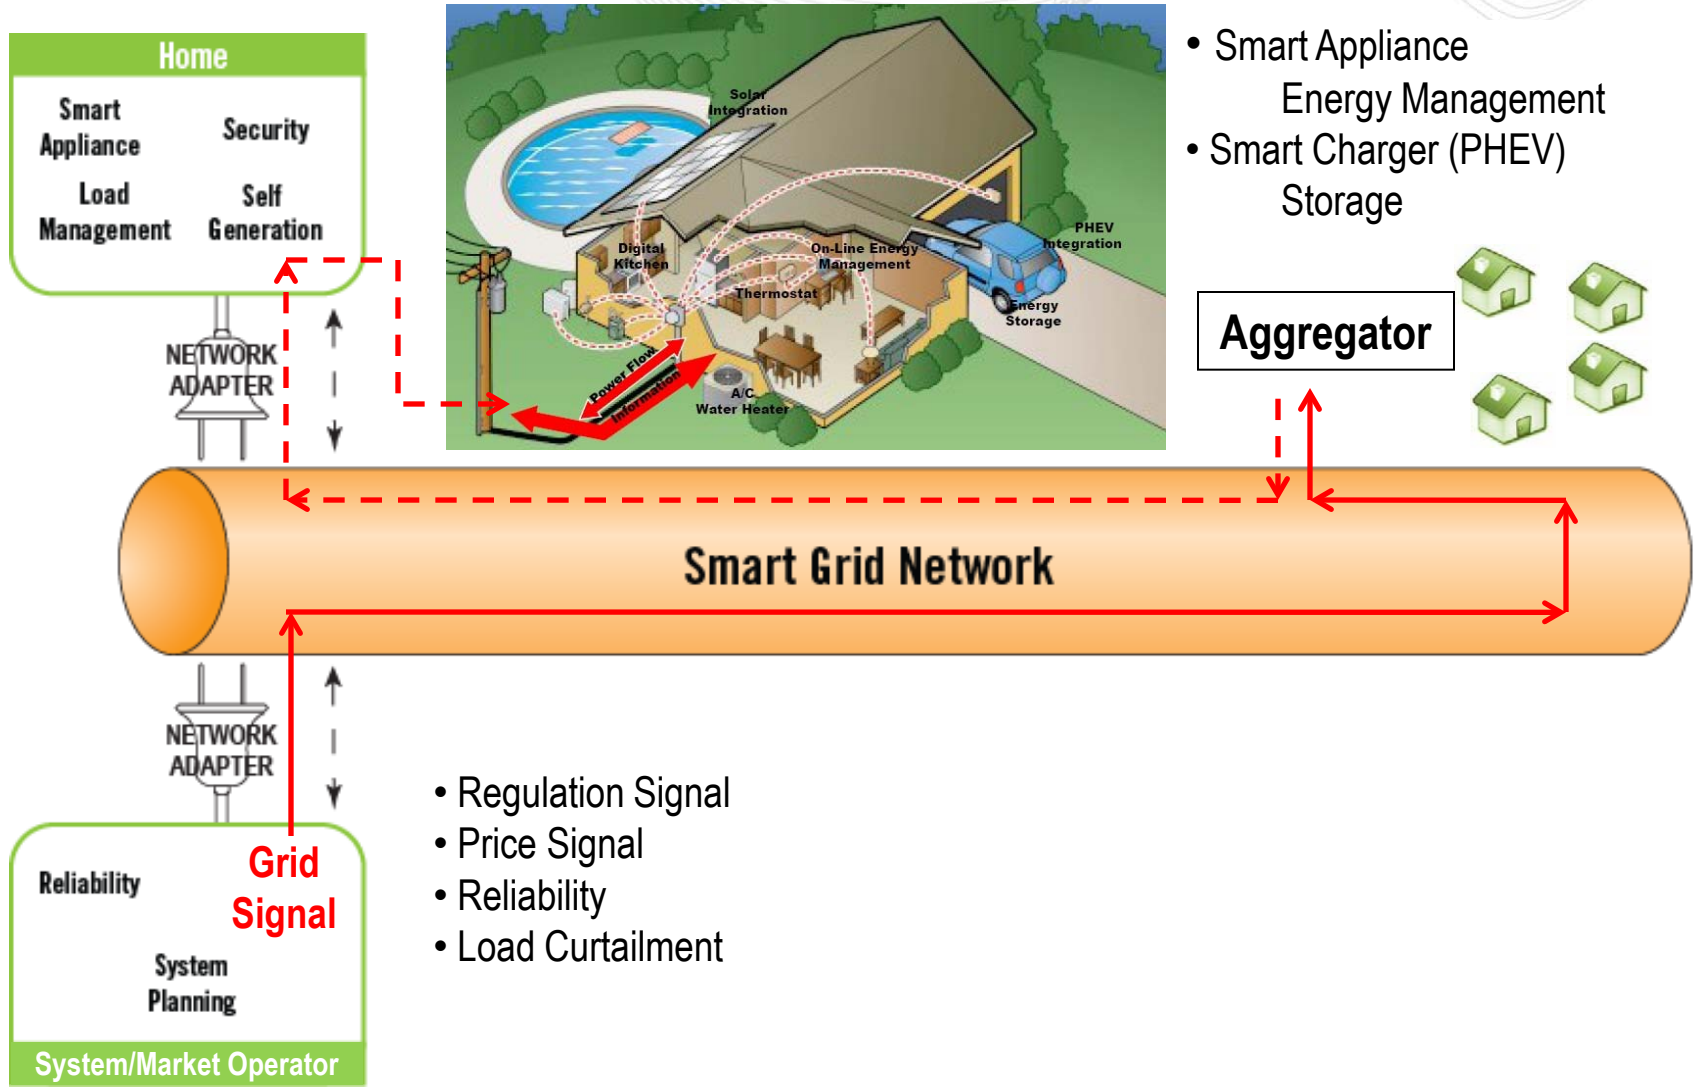 Home
Smart
Appliance
Security
Load
Management
Self
Generation
NETWORK
ADAPTER
Solar
Integration
Digital
Kitchen
On-Line Energy
Management
Thermostat
PHEV
Integration
Energy
Storage
Power Flow
Information
A/C
Water Heater
• Smart Appliance
Energy Management
• Smart Charger (PHEV)
Storage
Aggregator
Smart Grid Network
NETWORK
ADAPTER
Grid
Signal
Reliability
System
Planning
System/Market Operator
• Regulation Signal
• Price Signal
• Reliability
• Load Curtailment